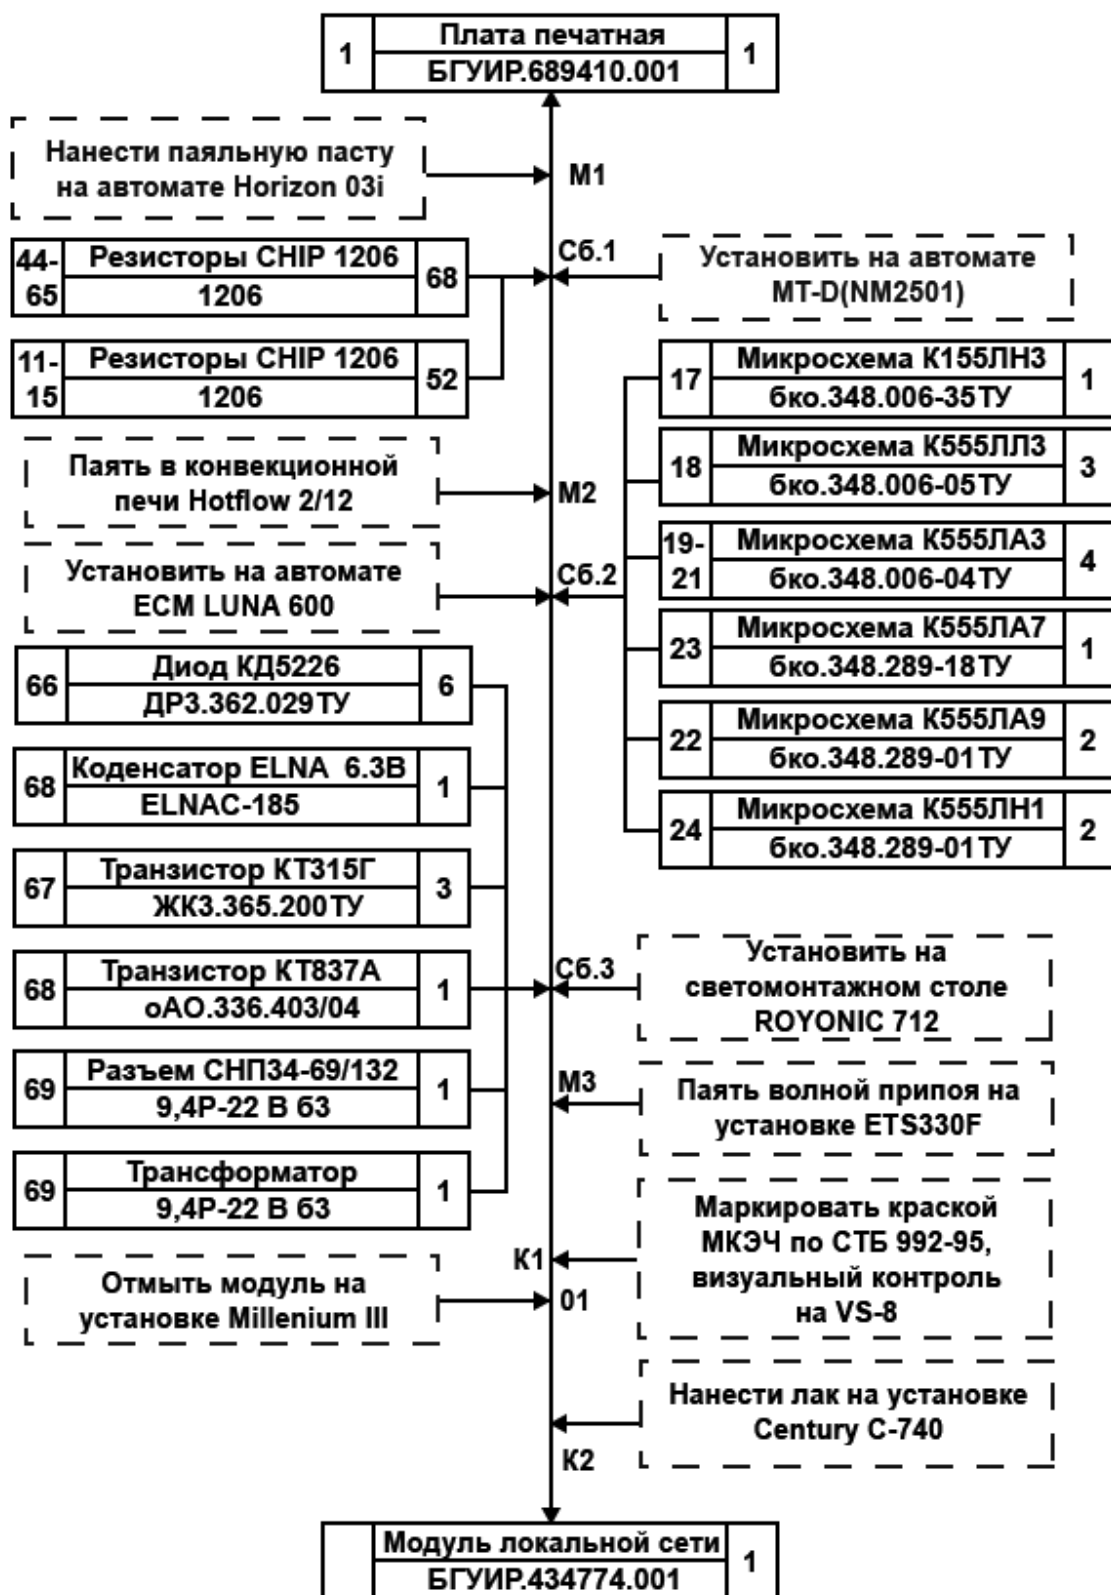 1
Плата печатная
БГУИР.689410.001
1
Нанести паяльную пасту
на автомате Horizon 03i
М1
44-
65
Резисторы CHIP 1206
1206
68
Сб.1
Установить на автомате
MT-D(NM2501)
11-
15
Резисторы CHIP 1206
1206
52
17
Микросхема К155ЛН3
бко.348.006-35ТУ
1
Паять в конвекционной
печи Hotflow 2/12
М2
18
Микросхема К555ЛЛ3
бко.348.006-05ТУ
3
Установить на автомате
ECM LUNA 600
Сб.2
19-
21
Микросхема К555ЛА3
бко.348.006-04ТУ
4
23
Микросхема К555ЛА7
бко.348.289-18ТУ
1
66
Диод КД5226
ДР3.362.029ТУ
6
22
Микросхема К555ЛА9
бко.348.289-01ТУ
2
68
Коденсатор ELNA 6.3В
ELNAC-185
1
24
Микросхема К555ЛН1
бко.348.289-01ТУ
2
67
Транзистор КТ315Г
ЖК3.365.200ТУ
3
68
Транзистор КТ837А
оАО.336.403/04
1
Сб.3
Установить на
светомонтажном столе
ROYONIC 712
69
Разъем СНП34-69/132
9,4Р-22 В 63
1
М3
Паять волной припоя на
установке ETS330F
69
Трансформатор
9,4Р-22 В 63
1
К1
Маркировать краской
МКЭЧ по СТБ 992-95,
визуальный контроль
на VS-8
Отмыть модуль на
установке Millenium III
01
Нанести лак на установке
Century C-740
К2
Модуль локальной сети
БГУИР.434774.001
1